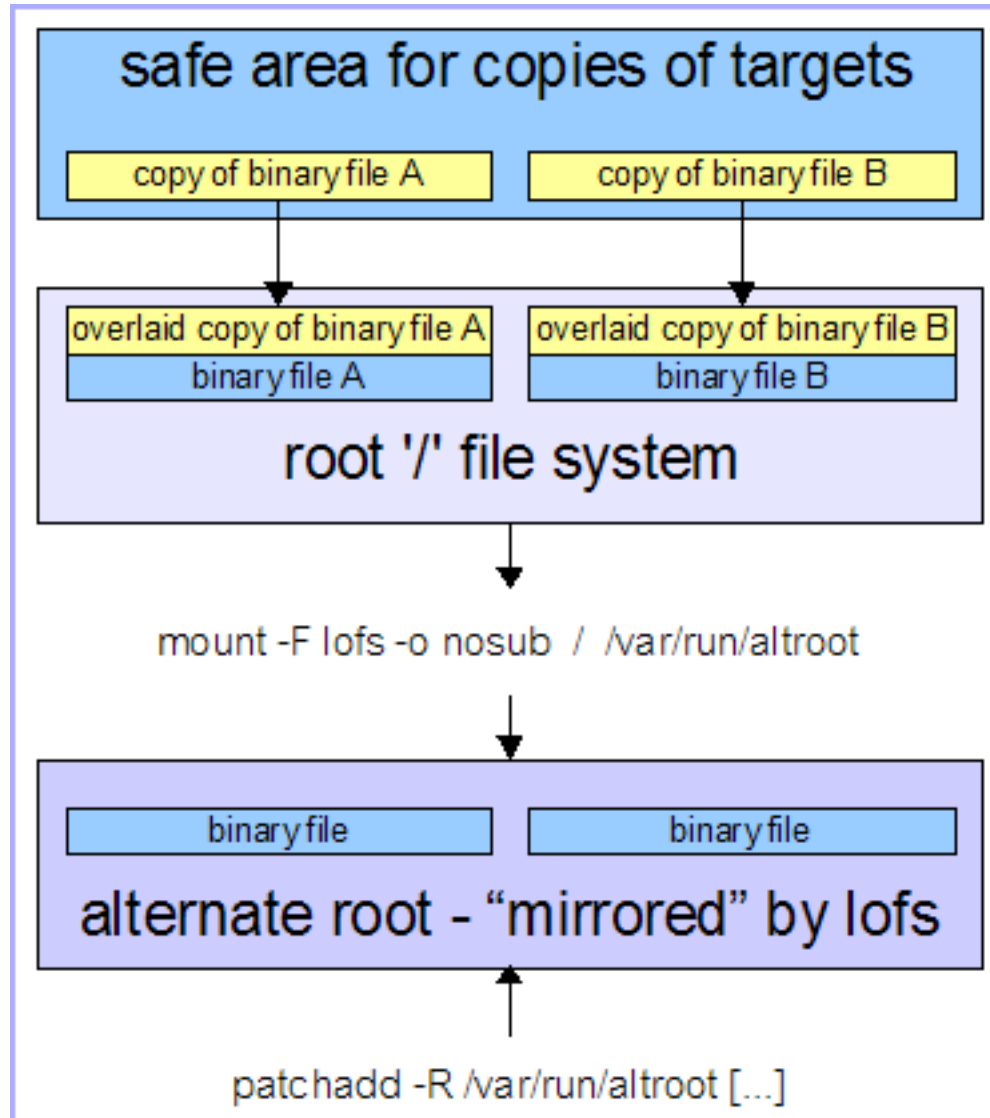 safe area for copies of targets
copy of binary file A
copy of binary file B
overlaid copy of binary file A
overlaid copy of binary file B
binary file A
binary file B
root '/' file system
mount -F lofs -o nosub / /var/run/altroot
binary file
binary file
alternate root - “mirrored” by lofs
patchadd -R /var/run/altroot [...]